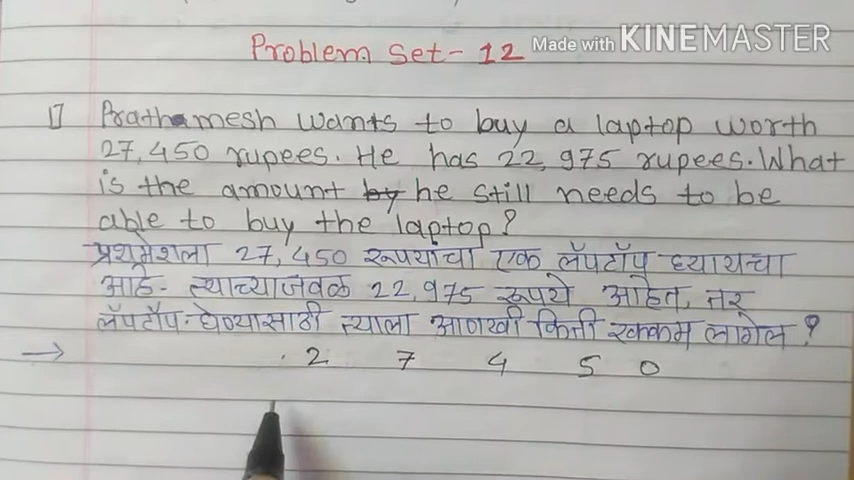 Problem Set - 12
Made with KINEMASTER
1] Prathamesh wants to buy a laptop worth
27,450 rupees. He has 22,975 rupees. What
is the amount by he still needs to be
able to buy the laptop?
प्रथमेशला 27,450 रूपयांचा एक लॅपटॉप घ्यायचा
आहे. त्याच्याजवळ 22,975 रूपये आहेत, तर
लॅपटॉप घेण्यासाठी त्याला आणखी किती रक्कम लागेल?
→ 2 7 4 5 0